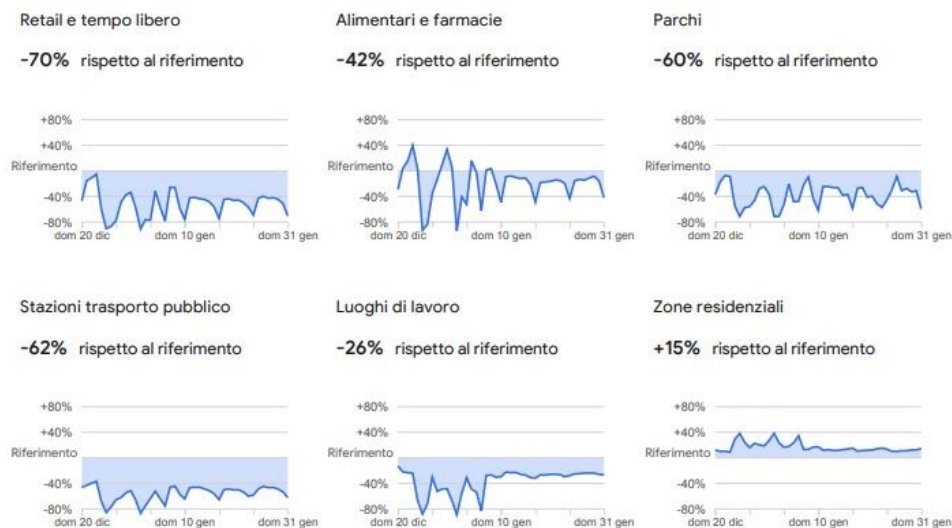 Retail e tempo libero
-70% rispetto al riferimento
+80%
+40%
Riferimento
-40%
-80%
dom 20 dic dom 10 gen dom 31 gen
Alimentari e farmacie
-42% rispetto al riferimento
+80%
+40%
Riferimento
-40%
-80%
dom 20 dic dom 10 gen dom 31 gen
Parchi
-60% rispetto al riferimento
+80%
+40%
Riferimento
-40%
-80%
dom 20 dic dom 10 gen dom 31 gen
Stazioni trasporto pubblico
-62% rispetto al riferimento
+80%
+40%
Riferimento
-40%
-80%
dom 20 dic dom 10 gen dom 31 gen
Luoghi di lavoro
-26% rispetto al riferimento
+80%
+40%
Riferimento
-40%
-80%
dom 20 dic dom 10 gen dom 31 gen
Zone residenziali
+15% rispetto al riferimento
+80%
+40%
Riferimento
-40%
-80%
dom 20 dic dom 10 gen dom 31 gen